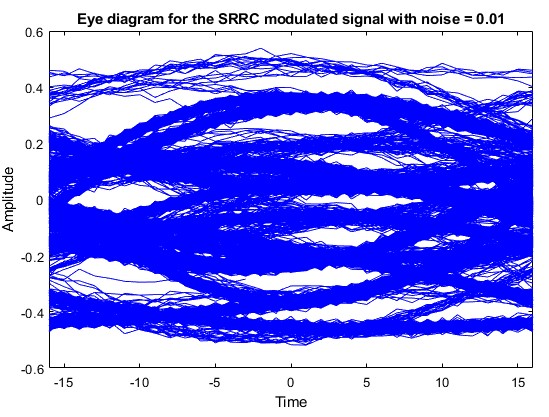 Eye diagram for the SRRC modulated signal with noise = 0.01
0.6
0.4
0.2
0
-0.2
-0.4
-0.6
Amplitude
-15 -10 -5 0 5 10 15
Time